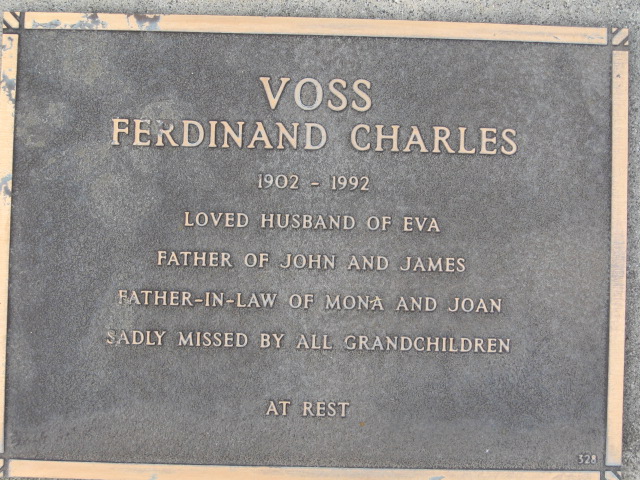 VOSS
FERDINAND CHARLES
1902 - 1992
LOVED HUSBAND OF EVA
FATHER OF JOHN AND JAMES
FATHER-IN-LAW OF MONA AND JOAN
SADLY MISSED BY ALL GRANDCHILDREN
AT REST
328